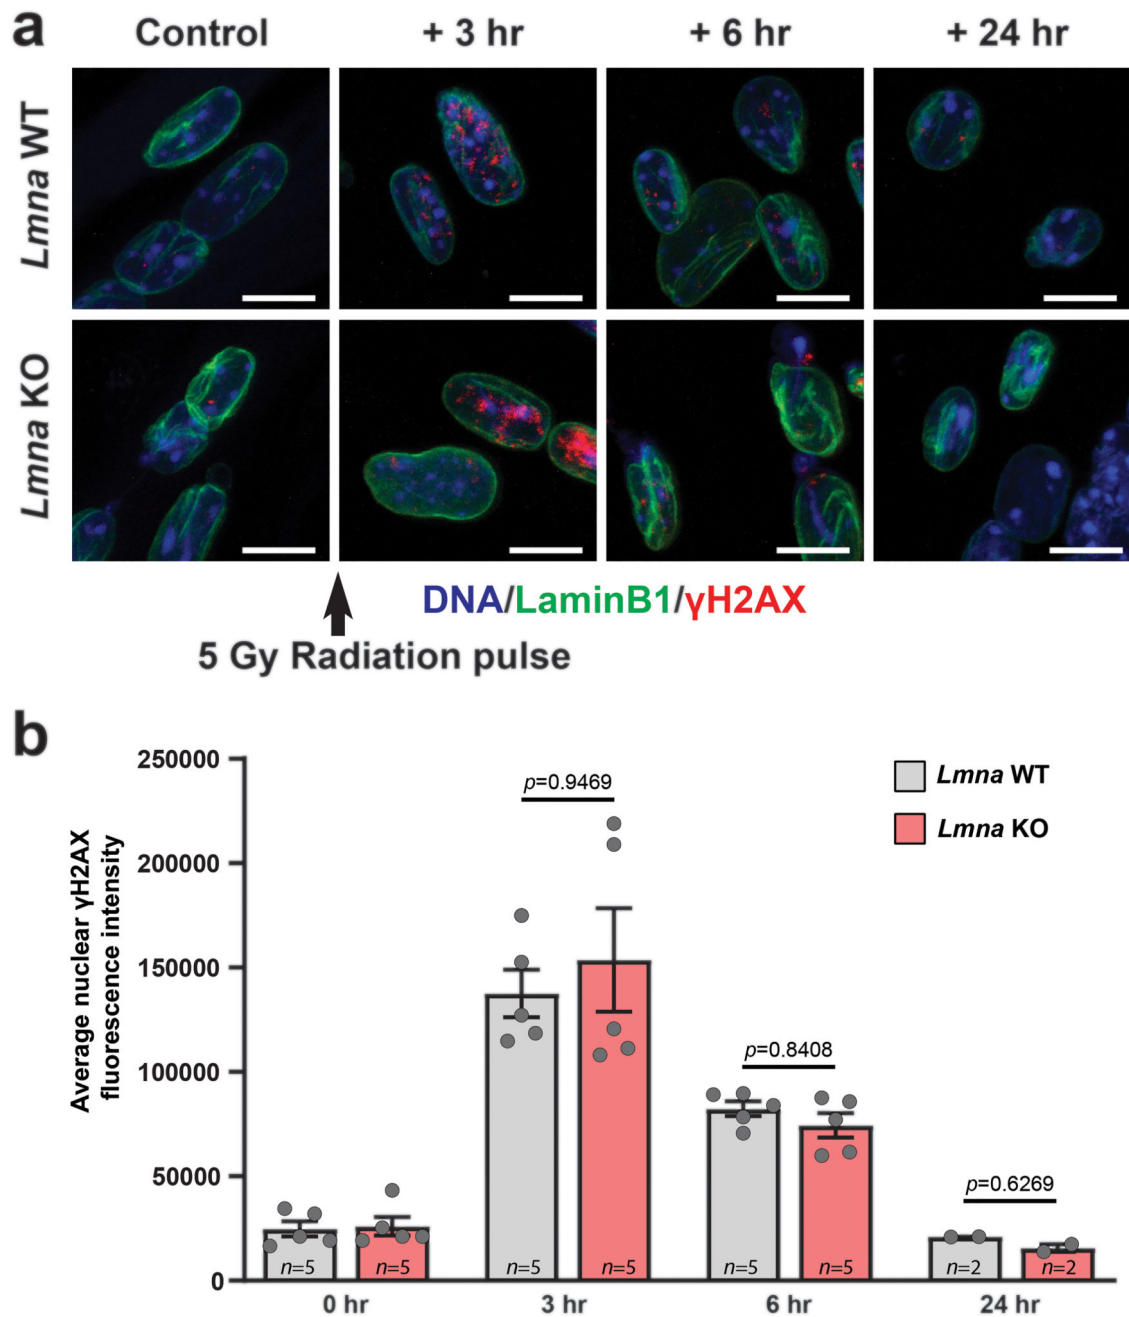 a
Control
+ 3 hr
+ 6 hr
+ 24 hr
Lmna WT
Lmna KO
DNA/LaminB1/γH2AX
5 Gy Radiation pulse
b
Average nuclear γH2AX
fluorescence intensity
250000
200000
150000
100000
50000
0
p=0.9469
p=0.8408
p=0.6269
Lmna WT
Lmna KO
n=5
n=5
n=5
n=5
n=5
n=5
n=2
n=2
0 hr
3 hr
6 hr
24 hr